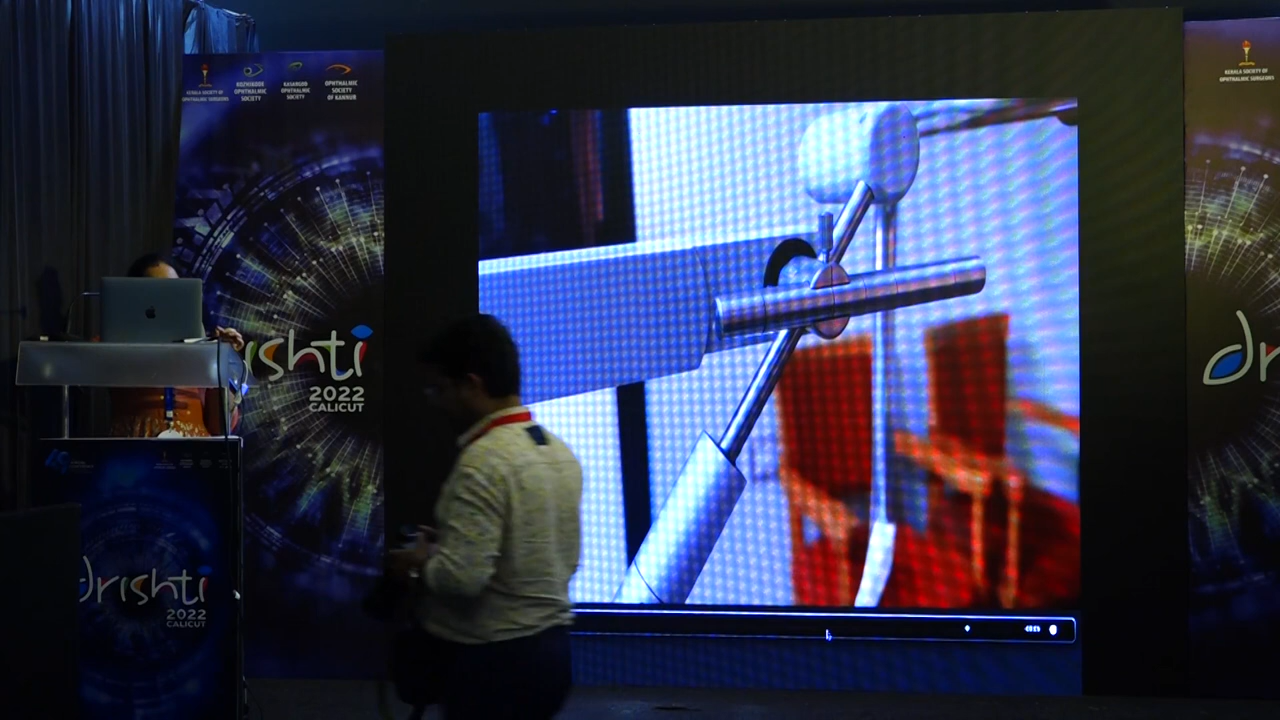 KERALA SOCIETY OF
OPHTHALMIC SURGEONS
KOZHIKODE
OPHTHALMIC
SOCIETY
KASARGOD
OPHTHALMIC
SOCIETY
OPHTHALMIC
SOCIETY
OF KANNUR
rishti
2022
CALICUT
drishti
2022
CALICUT
KERALA SOCIETY OF
OPHTHALMIC SURGEONS
dr